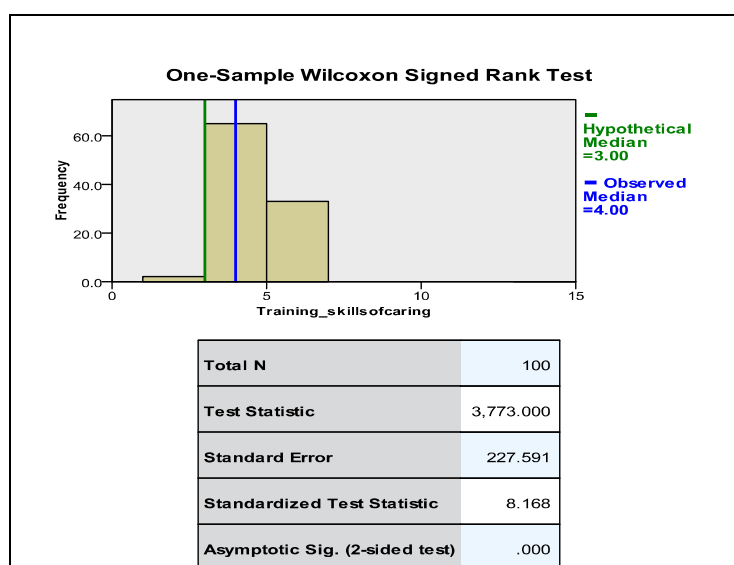 One-Sample Wilcoxon Signed Rank Test
60.0
40.0
20.0
0.0
Frequency
0
5
10
15
Training_skillsofcaring
Hypothetical
Median
=3.00
Observed
Median
=4.00
Total N 100
Test Statistic 3,773.000
Standard Error 227.591
Standardized Test Statistic 8.168
Asymptotic Sig. (2-sided test) .000